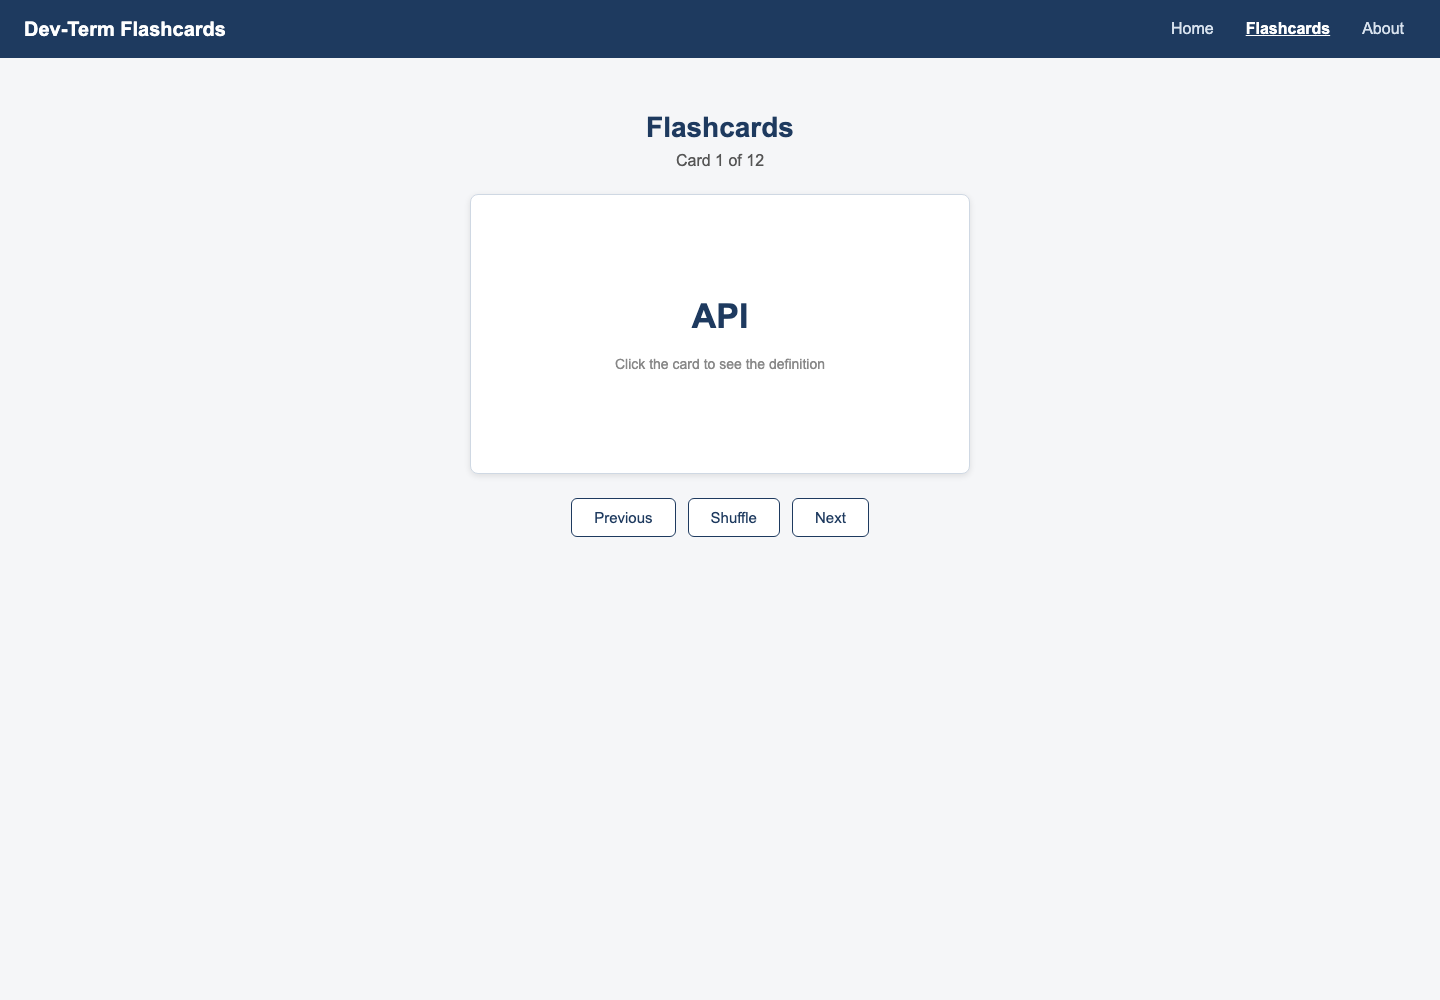 Dev-Term Flashcards
Home Flashcards About
Flashcards
Card 1 of 12
API
Click the card to see the definition
Previous Shuffle Next